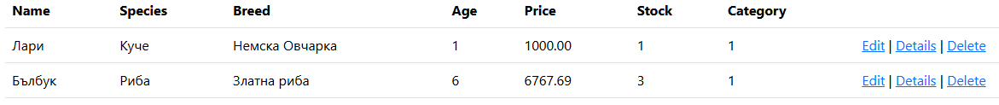 Name Species Breed Age Price Stock Category
Лари Куче Немска Овчарка 1 1000.00 1 1 Edit | Details | Delete
Бълбук Риба Златна риба 6 6767.69 3 1 Edit | Details | Delete